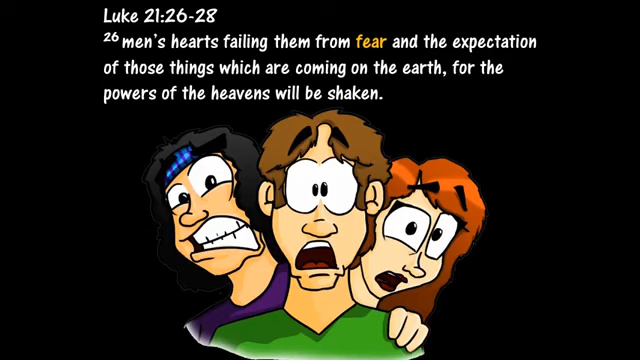 Luke 21:26-28
26 men's hearts failing them from fear and the expectation
of those things which are coming on the earth, for the
powers of the heavens will be shaken.